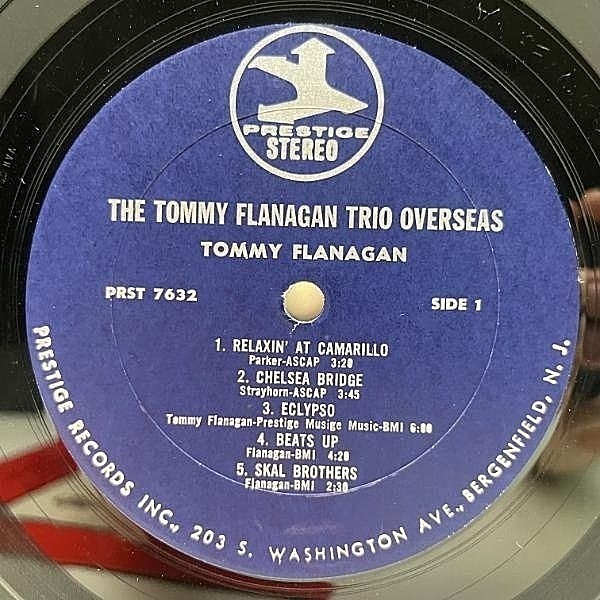 PRESTIGE
STEREO
THE TOMMY FLANAGAN TRIO OVERSEAS
TOMMY FLANAGAN
PRST 7632
SIDE 1
1. RELAXIN' AT CAMARILLO
Parker-ASCAP 3:20
2. CHELSEA BRIDGE
Strayhorn-ASCAP 3:45
3. ECLYPSO
Tommy Flanagan-Prestige Musige Music-BMI 6:00
4. BEATS UP
Flanagan-BMI 4:20
5. SKAL BROTHERS
Flanagan-BMI 2:30
PRESTIGE RECORDS INC., 203 S. WASHINGTON AVE., BERGENFIELD, N. J.